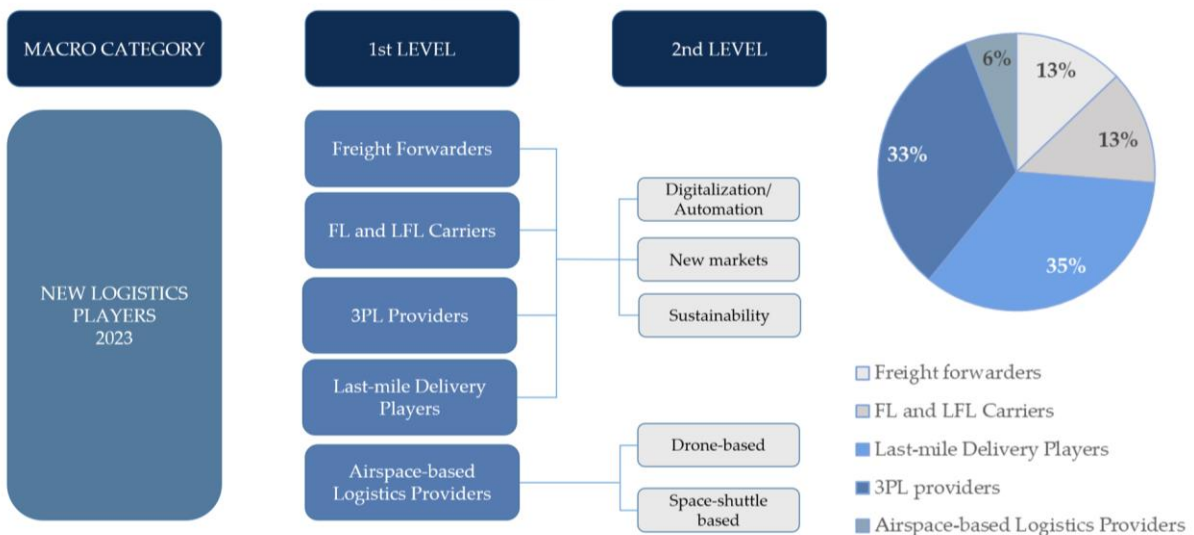 MACRO CATEGORY
1st LEVEL
2nd LEVEL
NEW LOGISTICS
PLAYERS
2023
Freight Forwarders
FL and LFL Carriers
3PL Providers
Last-mile Delivery
Players
Airspace-based
Logistics Providers
Digitalization/
Automation
New markets
Sustainability
Drone-based
Space-shuttle
based
6%
13%
13%
33%
35%
Freight forwarders
FL and LFL Carriers
Last-mile Delivery Players
3PL providers
Airspace-based Logistics Providers